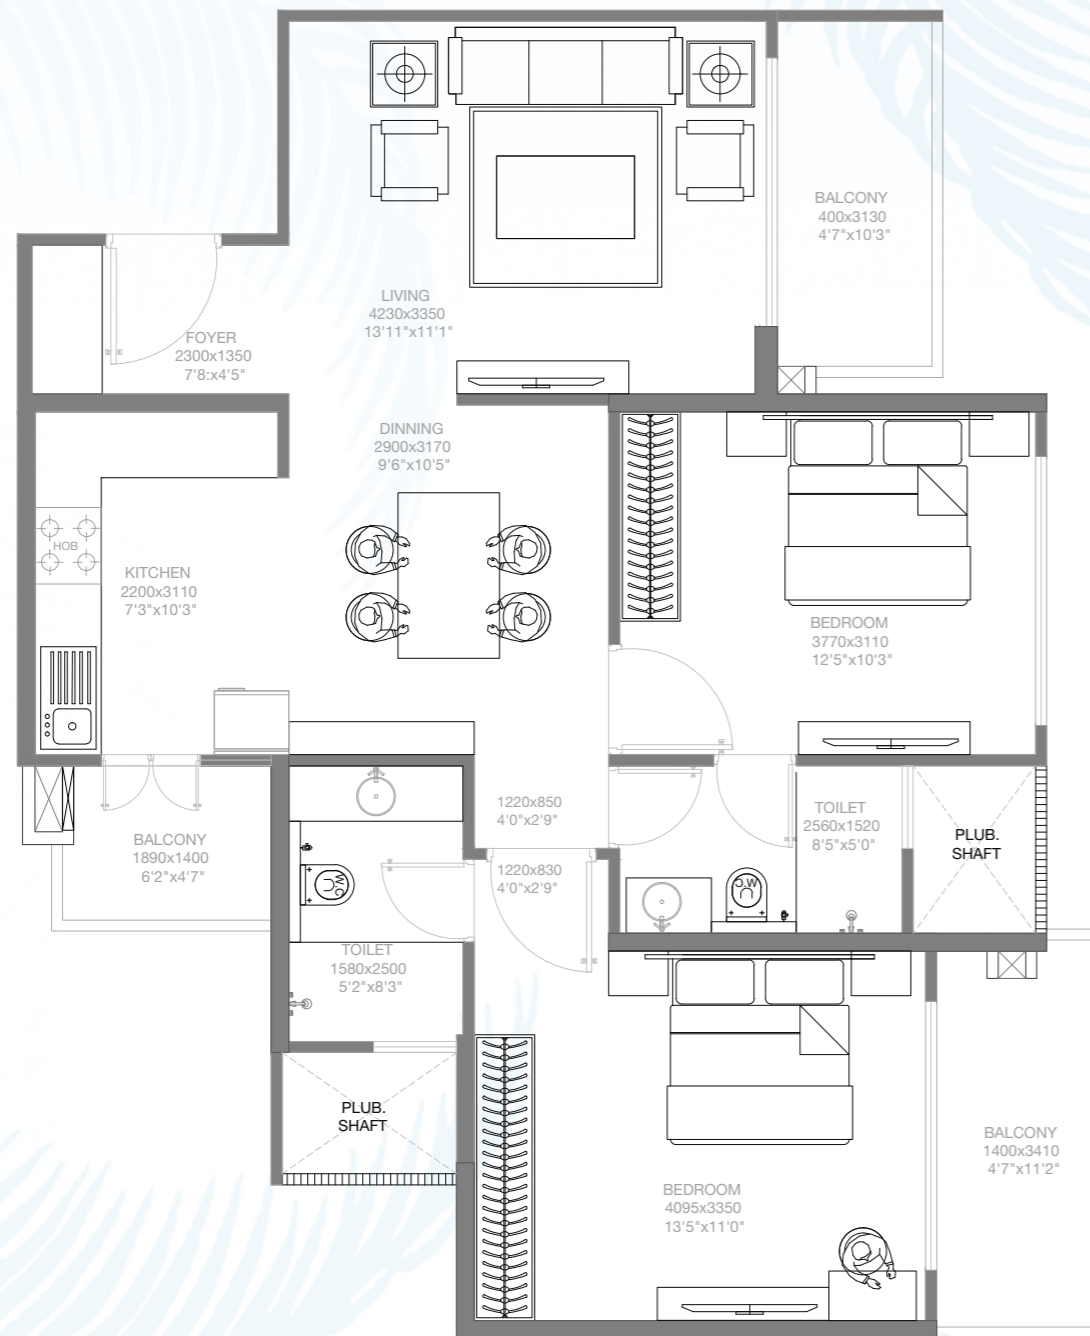 BALCONY
400x3130
4'7"x10'3"
LIVING
4230x3350
13'11"x11'1"
FOYER
2300x1350
7'8:x4'5"
DINNING
2900x3170
9'6"x10'5"
HOB
KITCHEN
2200x3110
7'3"x10'3"
BEDROOM
3770x3110
12'5"x10'3"
1220x850
4'0"x2'9"
TOILET
2560x1520
8'5"x5'0"
PLUB.
SHAFT
BALCONY
1890x1400
6'2"x4'7"
1220x830
4'0"x2'9"
W.C
W.C
TOILET
1580x2500
5'2"x8'3"
PLUB.
SHAFT
BALCONY
1400x3410
4'7"x11'2"
BEDROOM
4095x3350
13'5"x11'0"